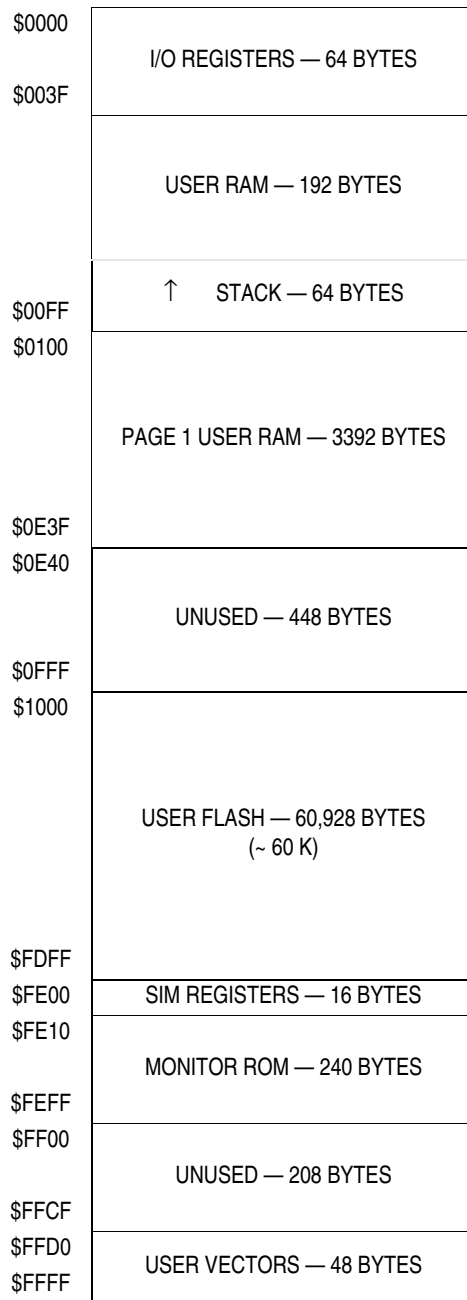 $0000
I/O REGISTERS — 64 BYTES
$003F
USER RAM — 192 BYTES
↑ STACK — 64 BYTES
$00FF
$0100
PAGE 1 USER RAM — 3392 BYTES
$0E3F
$0E40
UNUSED — 448 BYTES
$0FFF
$1000
USER FLASH — 60,928 BYTES
(~ 60 K)
$FDFF
$FE00
SIM REGISTERS — 16 BYTES
$FE10
MONITOR ROM — 240 BYTES
$FEFF
$FF00
UNUSED — 208 BYTES
$FFCF
$FFD0
USER VECTORS — 48 BYTES
$FFFF